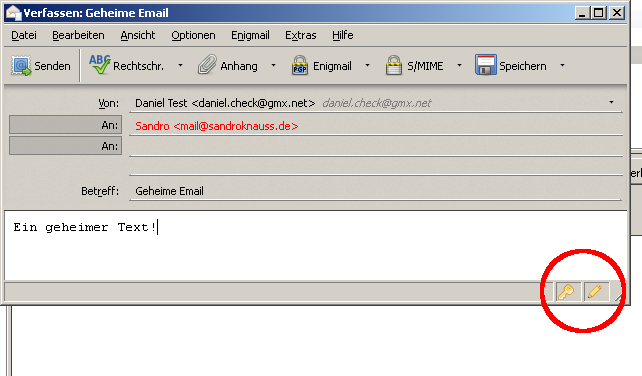 Verfassen: Geheime Email
Datei Bearbeiten Ansicht Optionen Enigmail Extras Hilfe
Senden ABC Rechtschr. Anhang PGP Enigmail S/MIME Speichern
Von: Daniel Test <daniel.check@gmx.net> daniel.check@gmx.net
An: Sandro <mail@sandroknauss.de>
An:
Betreff: Geheime Email
Ein geheimer Text!